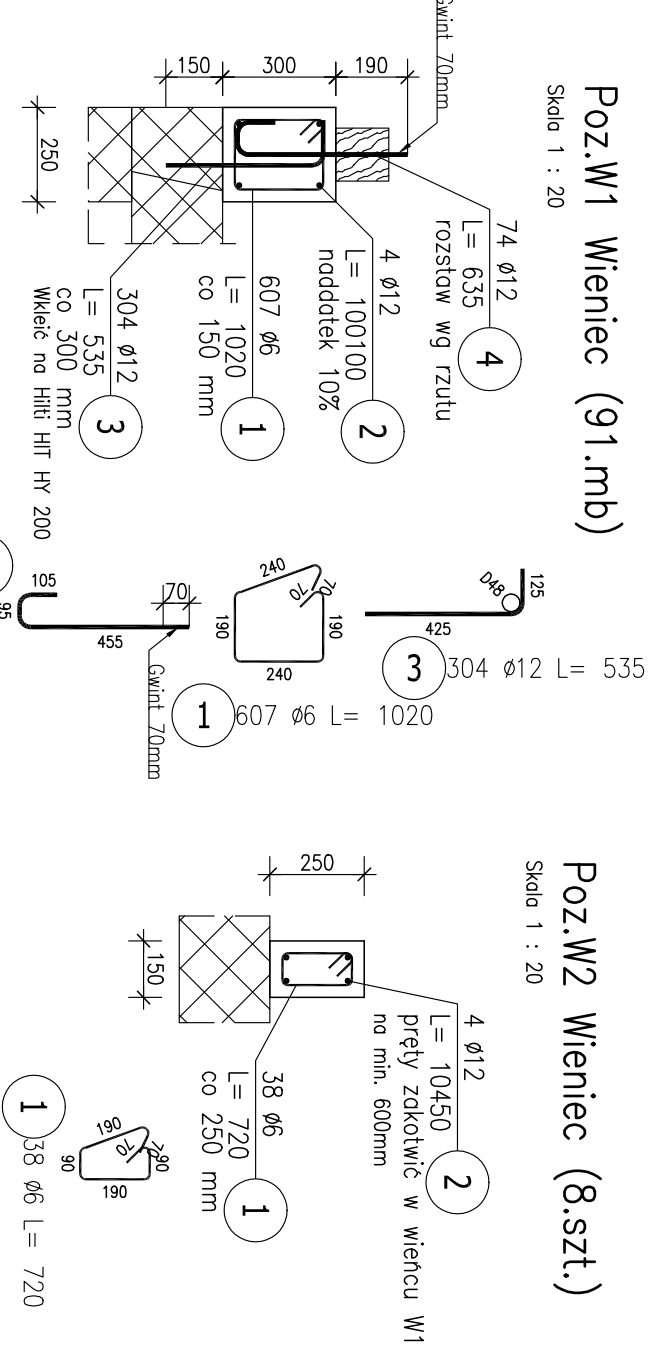 Poz.W1 Wieniec (91.mb)
Skala 1 : 20
Gwint 70mm
150
300
190
250
74 ø12
L= 635
rozstaw wg rzutu
4
4 ø12
L= 100100
naddatek 10%
2
607 ø6
L= 1020
co 150 mm
1
304 ø12
L= 535
co 300 mm
Wkleić na Hilti HIT HY 200
3
125
D48
425
3
304 ø12 L= 535
240
70
70
190
190
240
1
607 ø6 L= 1020
105
95
70
455
Gwint 70mm
Poz.W2 Wieniec (8.szt.)
Skala 1 : 20
250
150
4 ø12
L= 10450
pręty zakotwić w wieńcu W1
na min. 600mm
2
38 ø6
L= 720
co 250 mm
1
190
70
70
90
90
190
1
38 ø6 L= 720